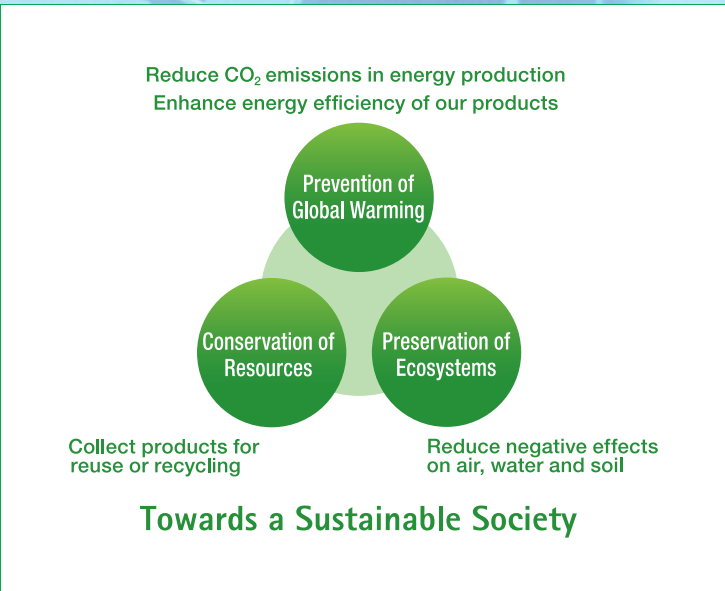 Reduce CO₂ emissions in energy production
Enhance energy efficiency of our products
Prevention of
Global Warming
Conservation of
Resources
Preservation of
Ecosystems
Collect products for
reuse or recycling
Reduce negative effects
on air, water and soil
Towards a Sustainable Society